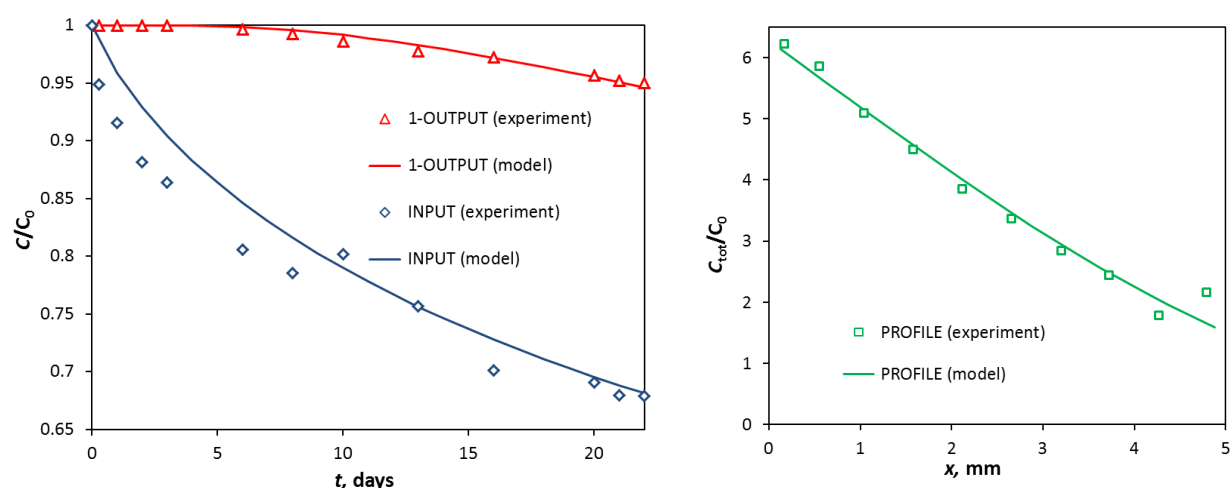 1
0.95
0.9
0.85
0.8
0.75
0.7
0.65
C/C0
0
5
10
15
20
t, days
1-OUTPUT (experiment)
1-OUTPUT (model)
INPUT (experiment)
INPUT (model)
6
5
4
3
2
1
0
Ctot/C0
0
1
2
3
4
5
x, mm
PROFILE (experiment)
PROFILE (model)